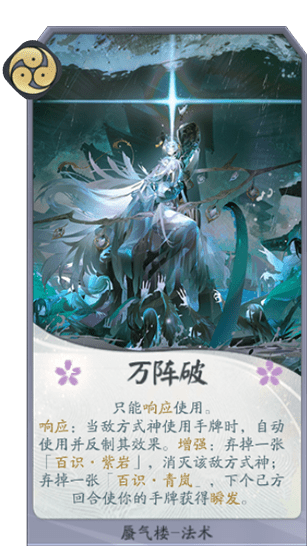 万阵破
只能响应使用。
响应：当敌方式神使用手牌时，自动
使用并反制其效果。增强：弃掉一张
「百识·紫岩」，消灭该敌方式神；
弃掉一张「百识·青岚」，下个己方
回合使你的手牌获得瞬发。
蜃气楼-法术